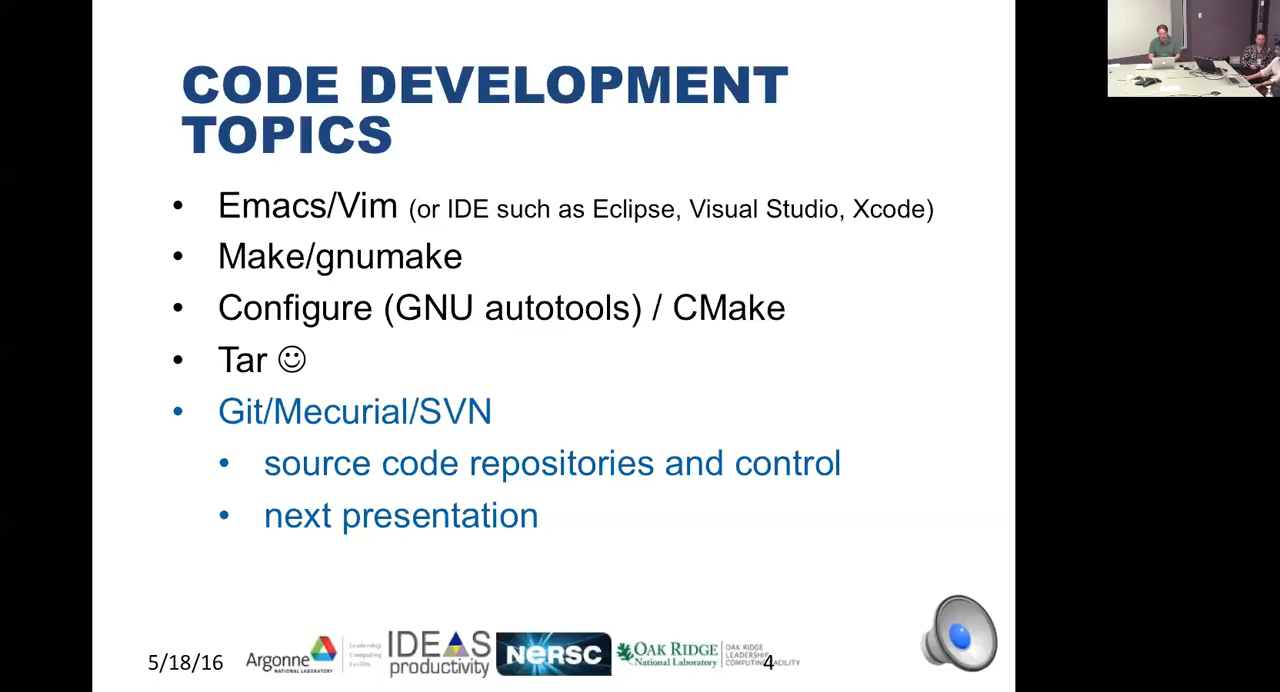 CODE DEVELOPMENT
TOPICS
• Emacs/Vim (or IDE such as Eclipse, Visual Studio, Xcode)
• Make/gnumake
• Configure (GNU autotools) / CMake
• Tar ☺
• Git/Mecurial/SVN
• source code repositories and control
• next presentation
5/18/16
Argonne
NATIONAL LABORATORY
Leadership
Computing
Facility
IDEAS
productivity
NERSC
OAK RIDGE
National Laboratory
OAK RIDGE
LEADERSHIP
COMPUTING FACILITY
4